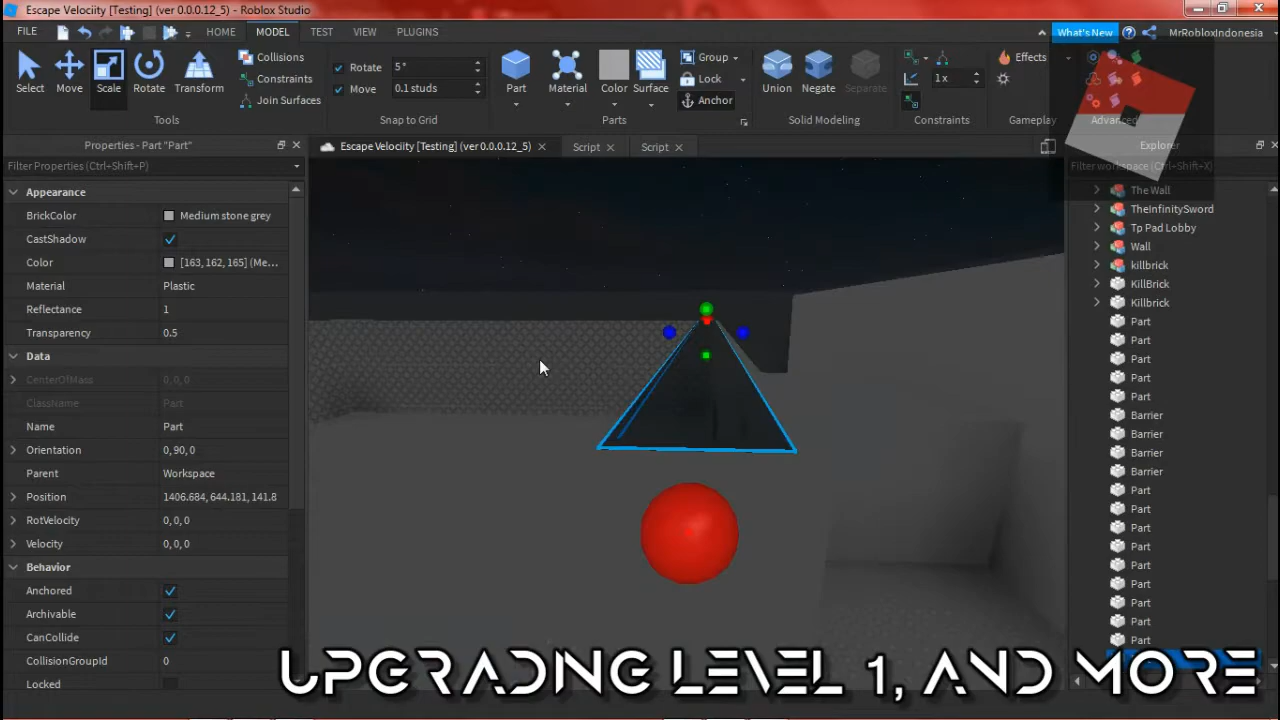 Escape Velociity [Testing] (ver 0.0.0.12_5) - Roblox Studio
FILE HOME MODEL TEST VIEW PLUGINS What's New MrRobloxIndonesia
Select Move Scale Rotate Transform
Collisions
Constraints
Join Surfaces
Rotate 5°
Move 0.1 studs
Part Material Color Surface
Group
Lock
Anchor
Union Negate Separate
1x
Effects
Tools Snap to Grid Parts Solid Modeling Constraints Gameplay Advanced
Properties - Part "Part"
Escape Velociity [Testing] (ver 0.0.0.12_5) Script Script
Explorer
Filter Properties (Ctrl+Shift+P)
Filter workspace (Ctrl+Shift+X)
Appearance
BrickColor Medium stone grey
CastShadow
Color [163, 162, 165] (Me...
Material Plastic
Reflectance 1
Transparency 0.5
Data
CenterOfMass 0, 0, 0
ClassName Part
Name Part
Orientation 0, 90, 0
Parent Workspace
Position 1406.684, 644.181, 141.8
RotVelocity 0, 0, 0
Velocity 0, 0, 0
Behavior
Anchored
Archivable
CanCollide
CollisionGroupId 0
Locked
The Wall
TheInfinitySword
Tp Pad Lobby
Wall
killbrick
KillBrick
Killbrick
Part
Part
Part
Part
Part
Barrier
Barrier
Barrier
Barrier
Part
Part
Part
Part
Part
Part
Part
Part
Part
UPGRADING LEVEL 1, AND MORE